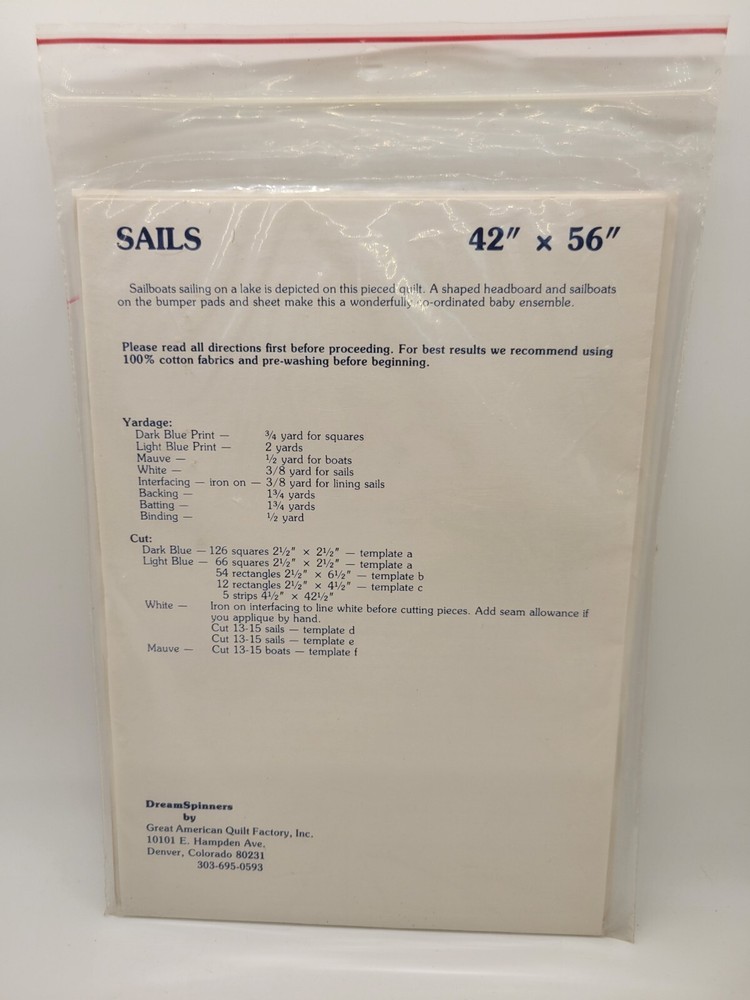 SAILS 42" x 56"
Sailboats sailing on a lake is depicted on this pieced quilt. A shaped headboard and sailboats
on the bumper pads and sheet make this a wonderfully co-ordinated baby ensemble.
Please read all directions first before proceeding. For best results we recommend using
100% cotton fabrics and pre-washing before beginning.
Yardage:
Dark Blue Print — ¾ yard for squares
Light Blue Print — 2 yards
Mauve — ½ yard for boats
White — 3/8 yard for sails
Interfacing — iron on — 3/8 yard for lining sails
Backing — 1¾ yards
Batting — 1¾ yards
Binding — ½ yard
Cut:
Dark Blue — 126 squares 2½" × 2½" — template a
Light Blue — 66 squares 2½" × 2½" — template a
54 rectangles 2½" × 6½" — template b
12 rectangles 2½" × 4½" — template c
5 strips 4½" × 42½"
White — Iron on interfacing to line white before cutting pieces. Add seam allowance if
you applique by hand.
Cut 13-15 sails — template d
Cut 13-15 sails — template e
Mauve — Cut 13-15 boats — template f
DreamSpinners
by
Great American Quilt Factory, Inc.
10101 E. Hampden Ave.
Denver, Colorado 80231
303-695-0593